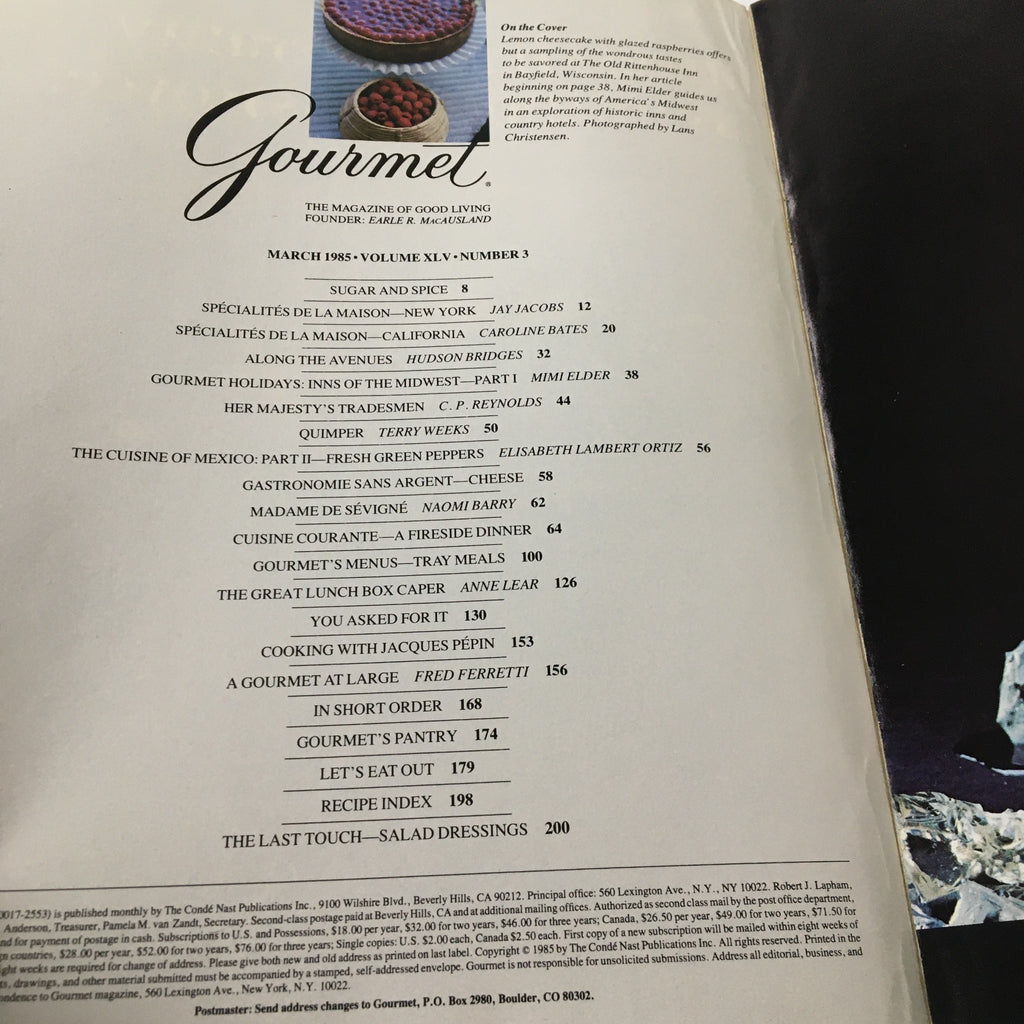 On the Cover
Lemon cheesecake with glazed raspberries offers
but a sampling of the wondrous tastes
to be savored at The Old Rittenhouse Inn
in Bayfield, Wisconsin. In her article
beginning on page 38, Mimi Elder guides us
along the byways of America's Midwest
in an exploration of historic inns and
country hotels. Photographed by Lans
Christensen.
Gourmet®
THE MAGAZINE OF GOOD LIVING
FOUNDER: EARLE R. MACAUSLAND
MARCH 1985 • VOLUME XLV • NUMBER 3
SUGAR AND SPICE 8
SPÉCIALITÉS DE LA MAISON—NEW YORK JAY JACOBS 12
SPÉCIALITÉS DE LA MAISON—CALIFORNIA CAROLINE BATES 20
ALONG THE AVENUES HUDSON BRIDGES 32
GOURMET HOLIDAYS: INNS OF THE MIDWEST—PART I MIMI ELDER 38
HER MAJESTY'S TRADESMEN C. P. REYNOLDS 44
QUIMPER TERRY WEEKS 50
THE CUISINE OF MEXICO: PART II—FRESH GREEN PEPPERS ELISABETH LAMBERT ORTIZ 56
GASTRONOMIE SANS ARGENT—CHEESE 58
MADAME DE SÉVIGNÉ NAOMI BARRY 62
CUISINE COURANTE—A FIRESIDE DINNER 64
GOURMET'S MENUS—TRAY MEALS 100
THE GREAT LUNCH BOX CAPER ANNE LEAR 126
YOU ASKED FOR IT 130
COOKING WITH JACQUES PÉPIN 153
A GOURMET AT LARGE FRED FERRETTI 156
IN SHORT ORDER 168
GOURMET'S PANTRY 174
LET'S EAT OUT 179
RECIPE INDEX 198
THE LAST TOUCH—SALAD DRESSINGS 200
0017-2553) is published monthly by The Condé Nast Publications Inc., 9100 Wilshire Blvd., Beverly Hills, CA 90212. Principal office: 560 Lexington Ave., N.Y., NY 10022. Robert J. Lapham,
Anderson, Treasurer, Pamela M. van Zandt, Secretary. Second-class postage paid at Beverly Hills, CA and at additional mailing offices. Authorized as second class mail by the post office department,
nd for payment of postage in cash. Subscriptions to U.S. and Possessions, $18.00 per year, $32.00 for two years, $46.00 for three years; Canada, $26.50 per year, $49.00 for two years, $71.50 for
n countries, $28.00 per year, $52.00 for two years, $76.00 for three years; Single copies: U.S. $2.00 each, Canada $2.50 each. First copy of a new subscription will be mailed within eight weeks of
ght weeks are required for change of address. Please give both new and old address as printed on last label. Copyright © 1985 by The Condé Nast Publications Inc. All rights reserved. Printed in the
ts, drawings, and other material submitted must be accompanied by a stamped, self-addressed envelope. Gourmet is not responsible for unsolicited submissions. Address all editorial, business, and
ndence to Gourmet magazine, 560 Lexington Ave., New York, N.Y. 10022.
Postmaster: Send address changes to Gourmet, P.O. Box 2980, Boulder, CO 80302.